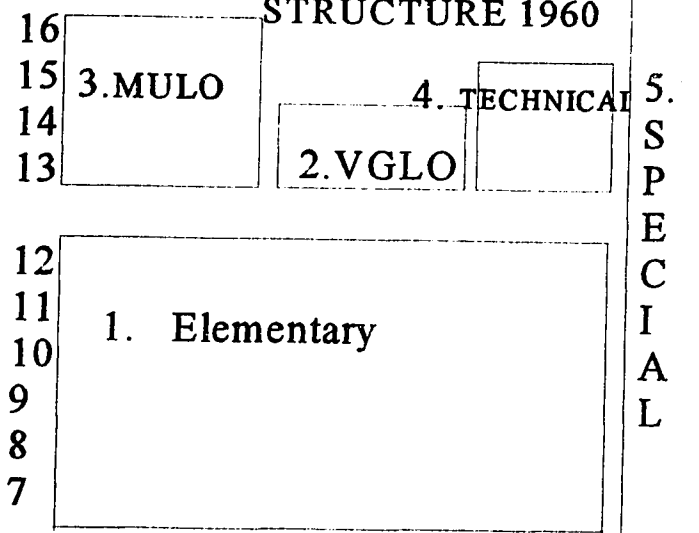 STRUCTURE 1960
16
15
14
13
3.MULO
4. TECHNICAL
2.VGLO
5.
S
P
E
C
I
A
L
12
11
10
9
8
7
1. Elementary